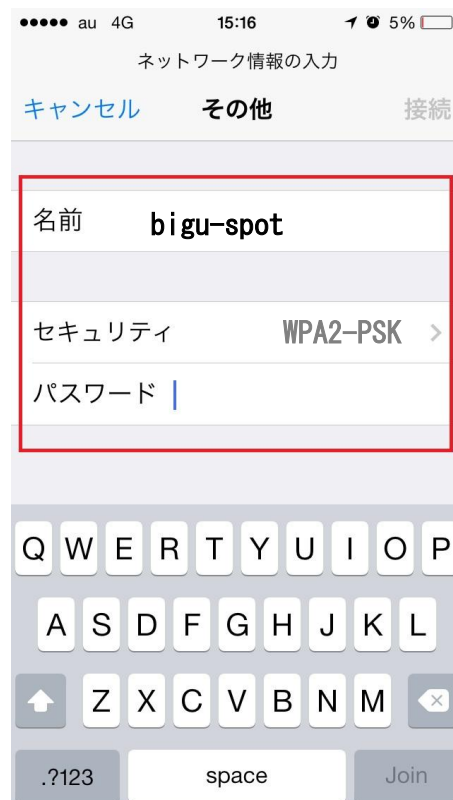 au 4G 15:16 5%
ネットワーク情報の入力
キャンセル その他 接続
名前 bigu-spot
セキュリティ WPA2-PSK
パスワード
Q W E R T Y U I O P
A S D F G H J K L
Z X C V B N M
.?123 space Join